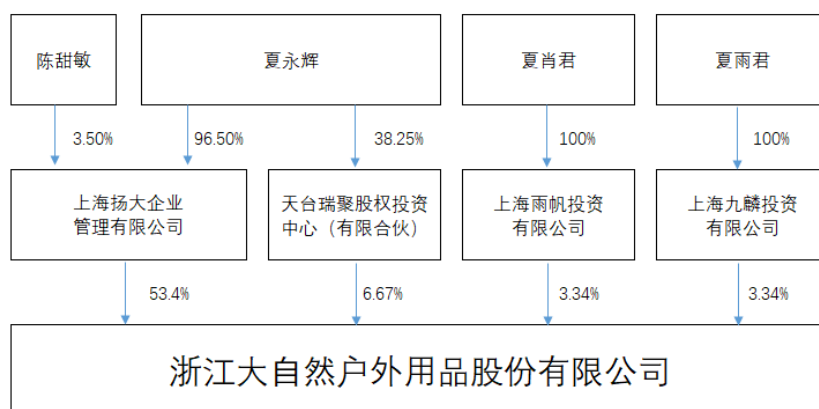 陈甜敏
夏永辉
夏肖君
夏雨君
3.50%
96.50%
38.25%
100%
100%
上海扬大企业
管理有限公司
天台瑞聚股权投资
中心（有限合伙）
上海雨帆投资
有限公司
上海九麟投资
有限公司
53.4%
6.67%
3.34%
3.34%
浙江大自然户外用品股份有限公司